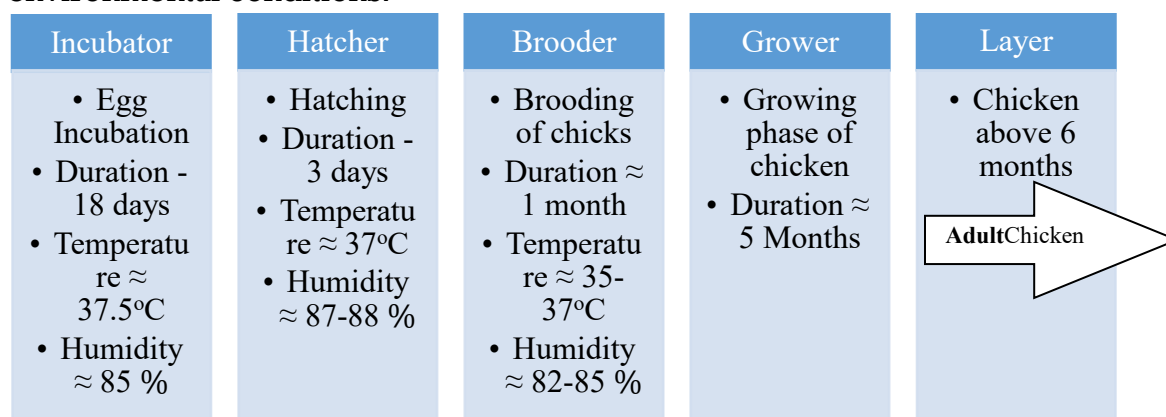 environmental conditions.
Incubator
• Egg
Incubation
• Duration -
18 days
• Temperatu
re ≈
37.5°C
• Humidity
≈ 85 %
Hatcher
• Hatching
• Duration -
3 days
• Temperatu
re ≈ 37°C
• Humidity
≈ 87-88 %
Brooder
• Brooding
of chicks
• Duration ≈
1 month
• Temperatu
re ≈ 35-
37°C
• Humidity
≈ 82-85 %
Grower
• Growing
phase of
chicken
• Duration ≈
5 Months
Layer
• Chicken
above 6
months
AdultChicken